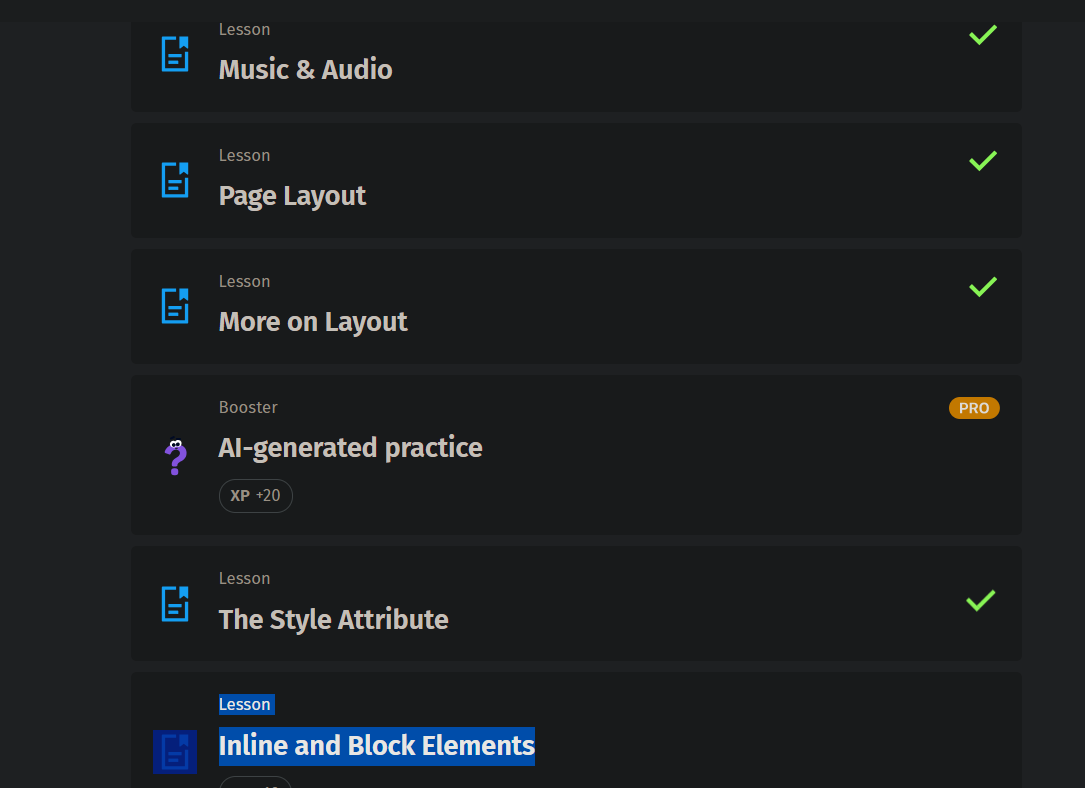 Lesson
Music & Audio
Lesson
Page Layout
Lesson
More on Layout
Booster
PRO
AI-generated practice
XP +20
Lesson
The Style Attribute
Lesson
Inline and Block Elements